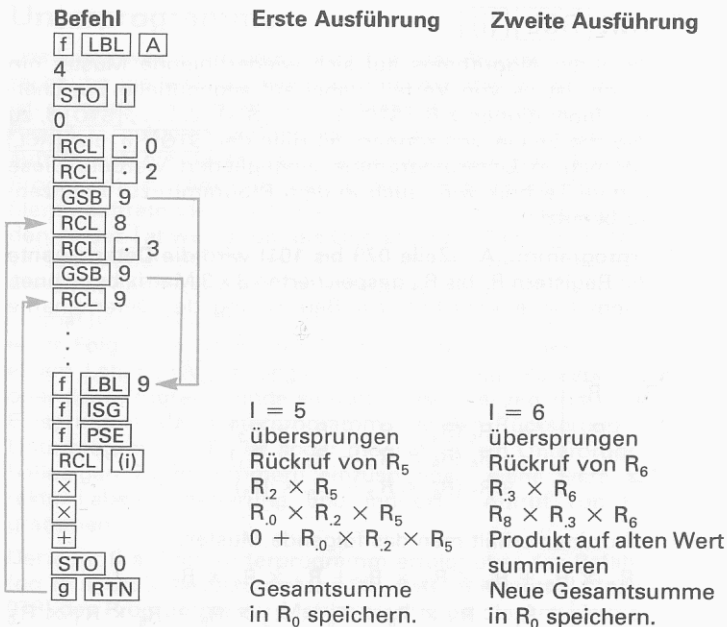 Befehl Erste Ausführung Zweite Ausführung
f LBL A
4
STO I
0
RCL · 0
RCL · 2
GSB 9
RCL 8
RCL · 3
GSB 9
RCL 9
.
.
.
f LBL 9
f ISG I = 5 I = 6
f PSE übersprungen übersprungen
RCL (i) Rückruf von R5 Rückruf von R6
× R.2 × R5 R.3 × R6
× R.0 × R.2 × R5 R8 × R.3 × R6
+ 0 + R.0 × R.2 × R5 Produkt auf alten Wert
STO 0 summieren
g RTN Gesamtsumme Neue Gesamtsumme
in R0 speichern. in R0 speichern.